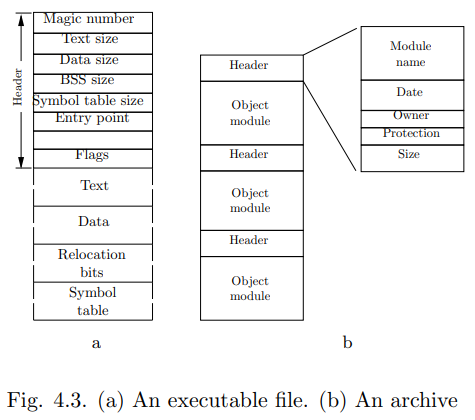 Header
Magic number
Text size
Data size
BSS size
Symbol table size
Entry point
Flags
Text
Data
Relocation
bits
Symbol
table
a
Header
Object
module
Header
Object
module
Header
Object
module
Module
name
Date
Owner
Protection
Size
b
Fig. 4.3. (a) An executable file. (b) An archive